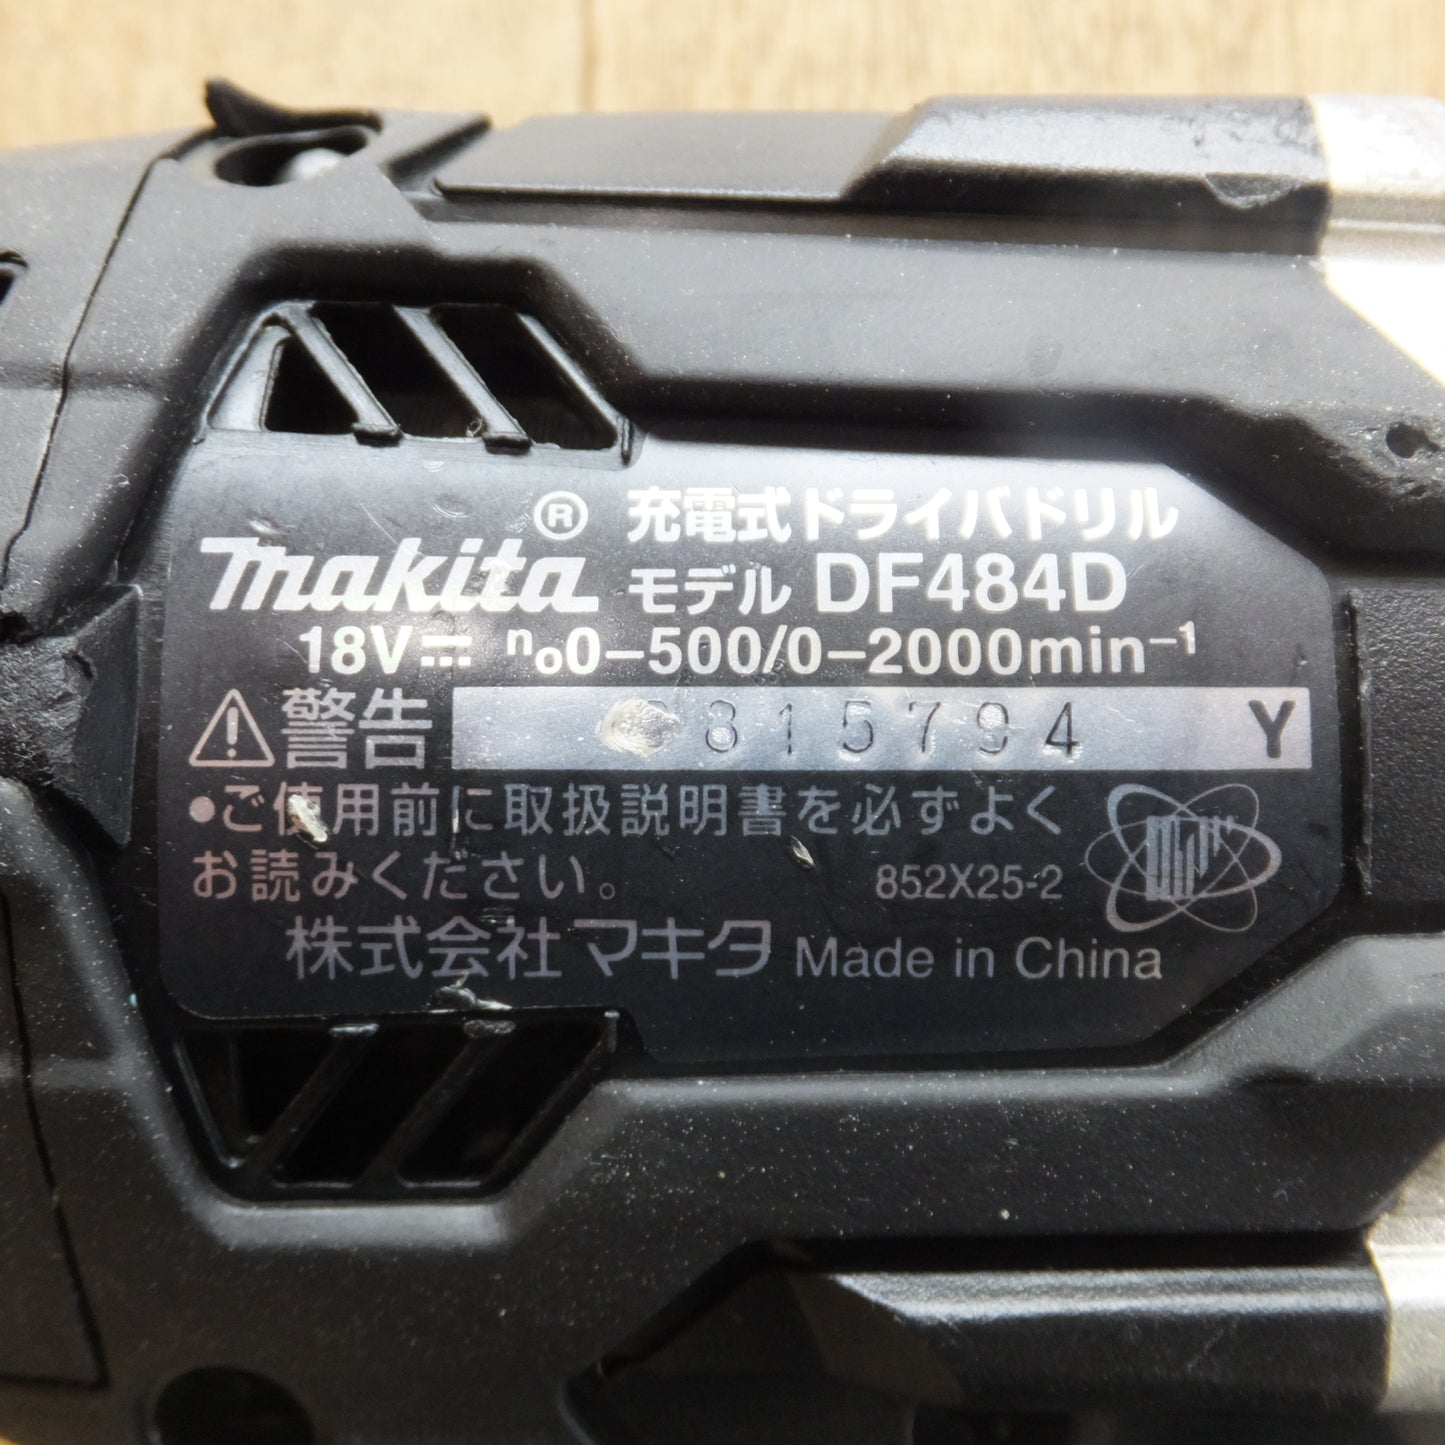 makita® 充電式ドライバドリル
モデル DF484D
18V⎓ no0-500/0-2000min-1
⚠警告 815794 Y
●ご使用前に取扱説明書を必ずよく
お読みください。 852X25-2
株式会社マキタ Made in China